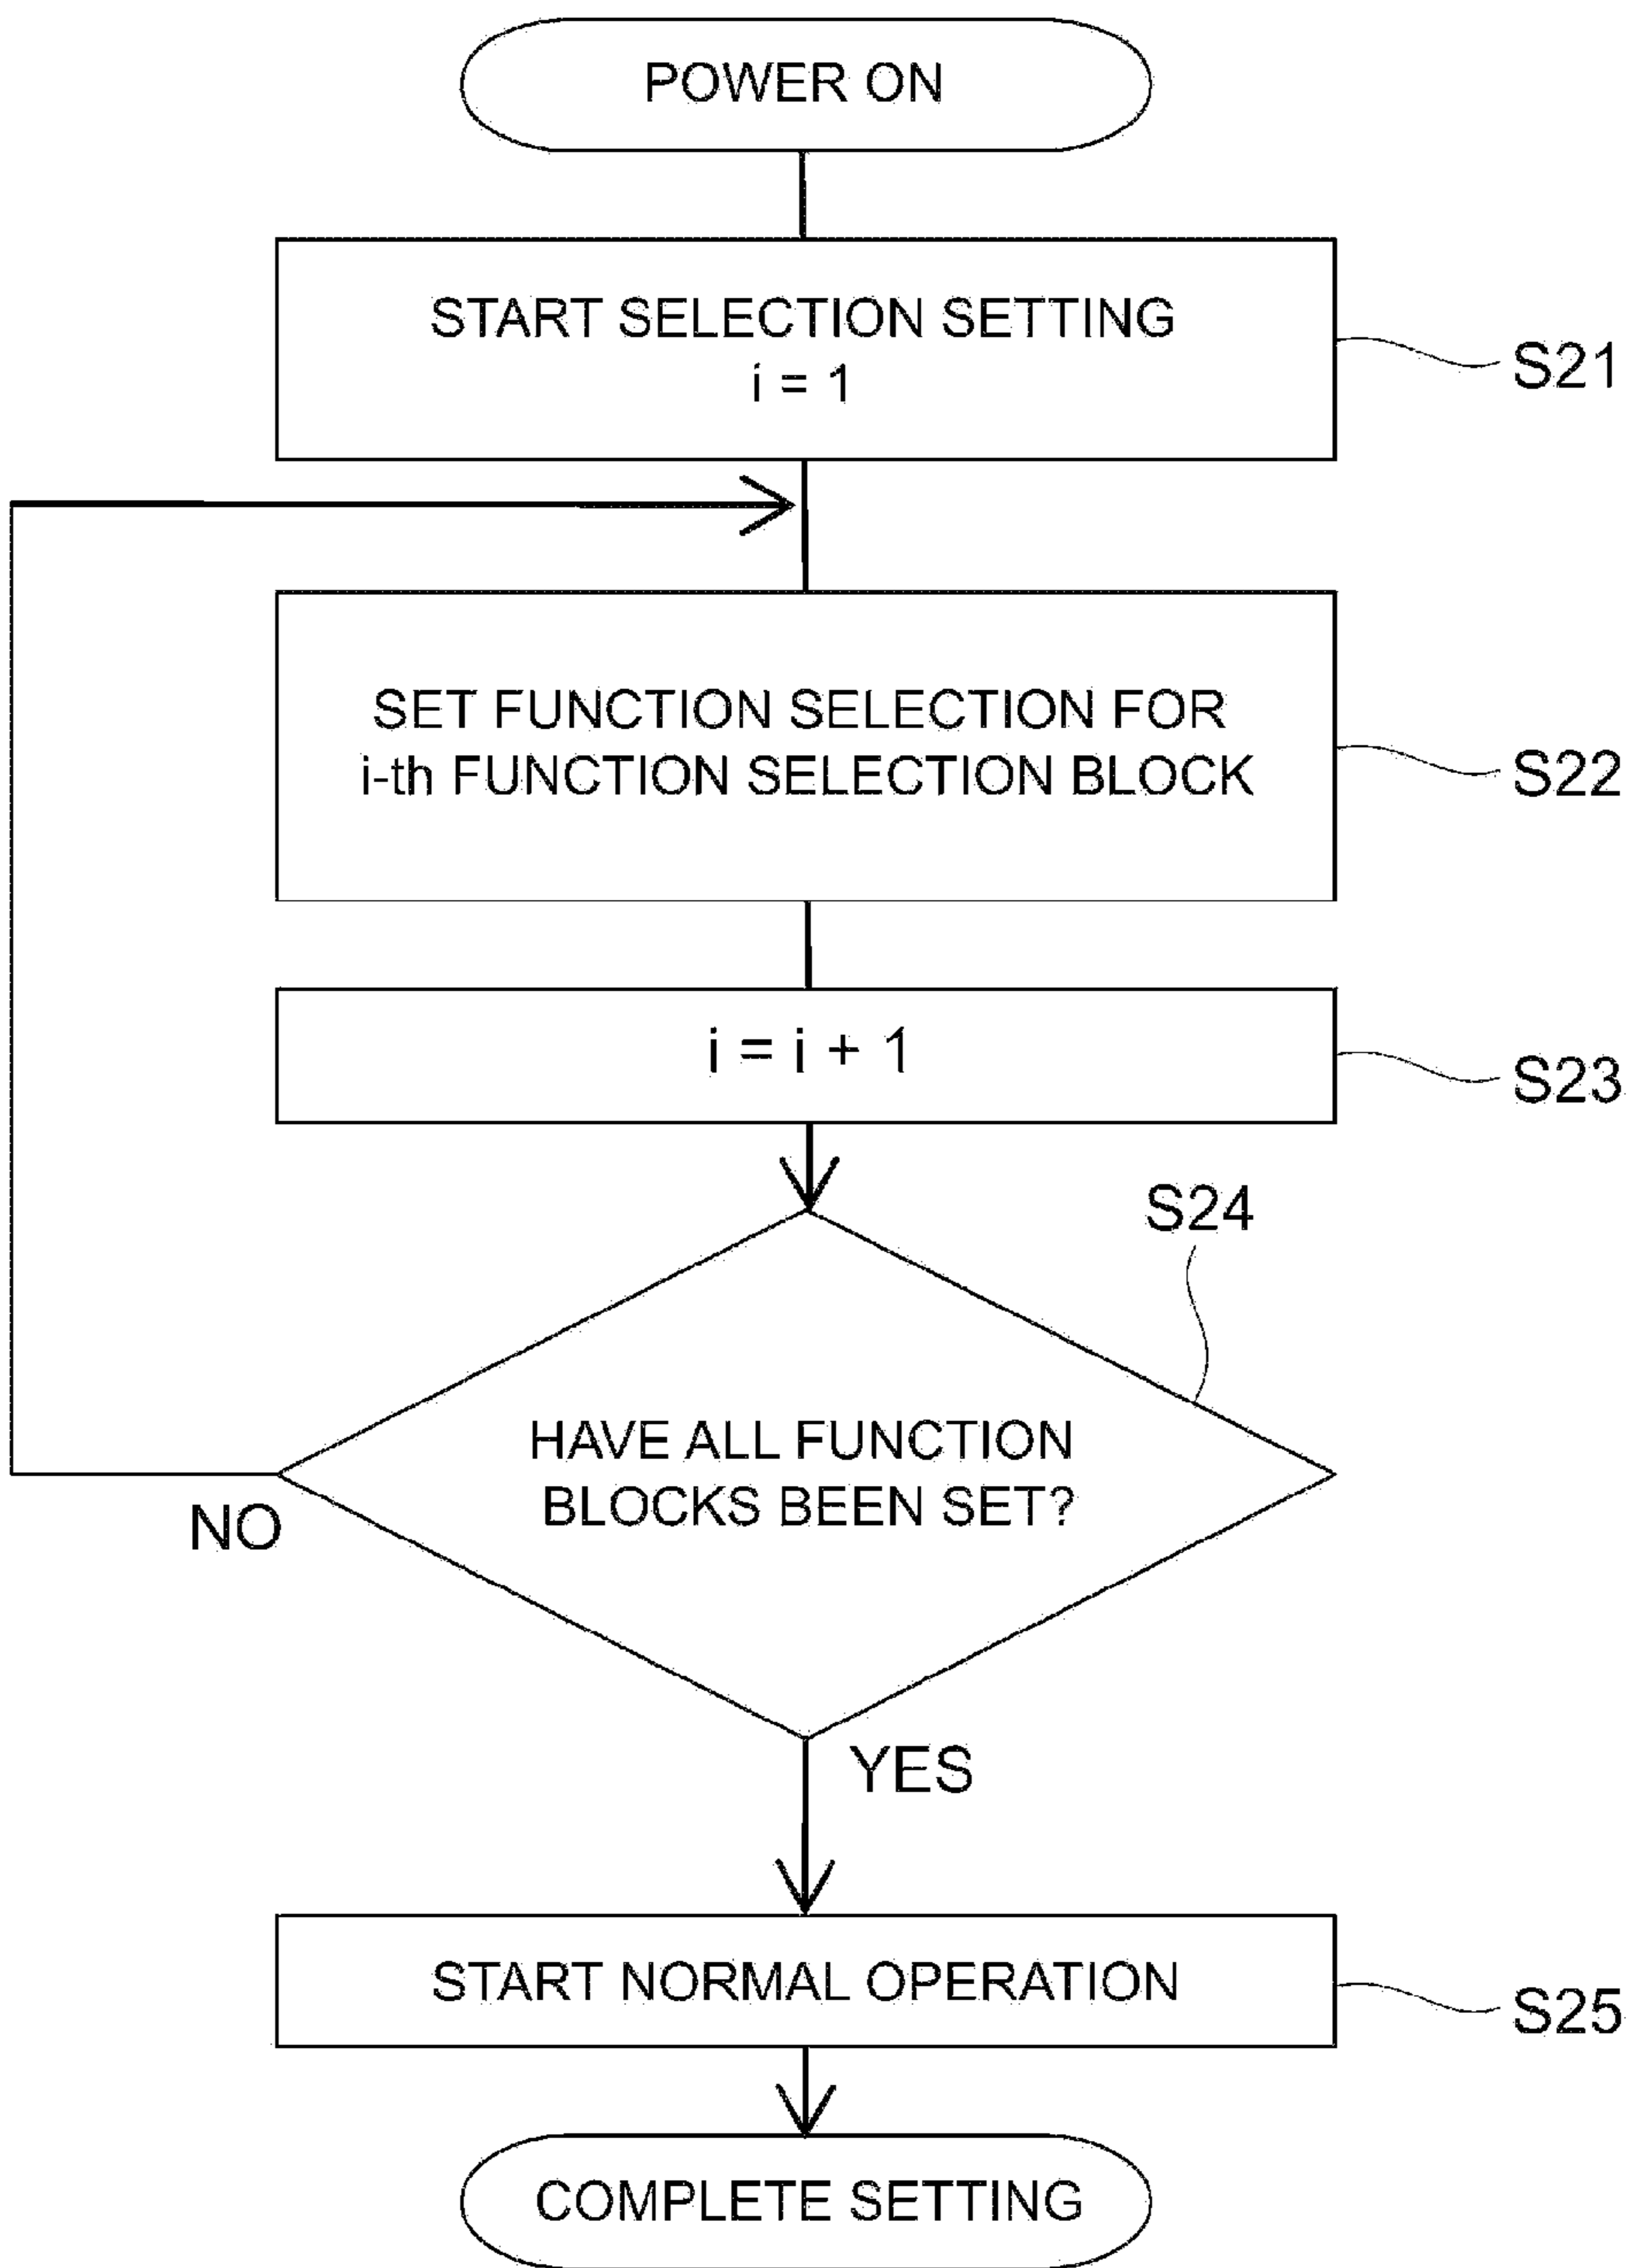 POWER ON
START SELECTION SETTING
i = 1
S21
SET FUNCTION SELECTION FOR
i-th FUNCTION SELECTION BLOCK
S22
i = i + 1
S23
S24
HAVE ALL FUNCTION
BLOCKS BEEN SET?
NO
YES
START NORMAL OPERATION
S25
COMPLETE SETTING